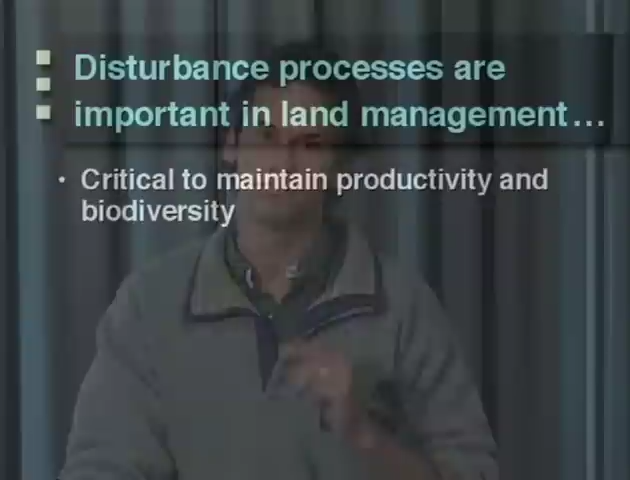 Disturbance processes are
important in land management...
• Critical to maintain productivity and
biodiversity